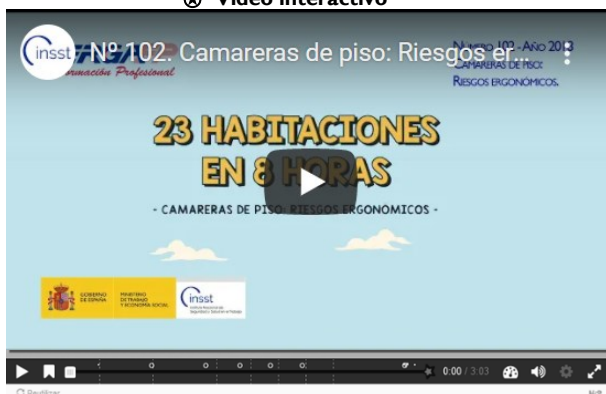 Vídeo interactivo
insst
Nº 102. Camareras de piso: Riesgos er...
Formación Profesional
NÚMERO 102 - AÑO 2018
CAMARERAS DE PISO:
RIESGOS ERGONÓMICOS.
23 HABITACIONES
EN 8 HORAS
- CAMARERAS DE PISO: RIESGOS ERGONÓMICOS -
GOBIERNO
DE ESPAÑA
MINISTERIO
DE TRABAJO
Y ECONOMÍA SOCIAL
insst
0:00 / 3:03
Reutilizar